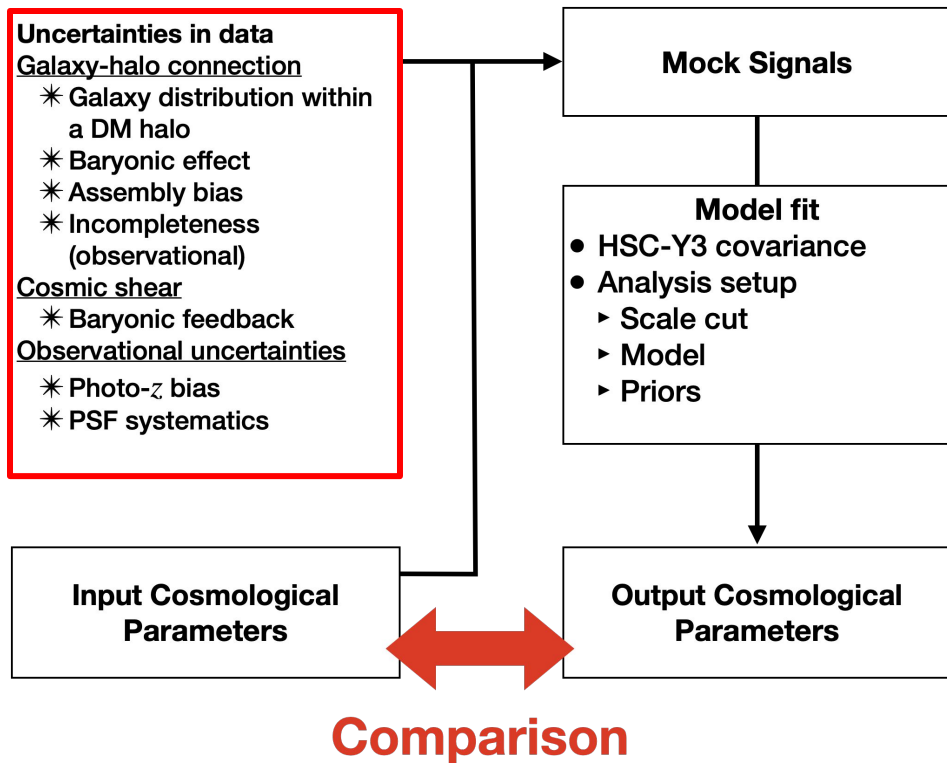 Uncertainties in data
Galaxy-halo connection
✳ Galaxy distribution within
a DM halo
✳ Baryonic effect
✳ Assembly bias
✳ Incompleteness
(observational)
Cosmic shear
✳ Baryonic feedback
Observational uncertainties
✳ Photo-z bias
✳ PSF systematics
Mock Signals
Model fit
● HSC-Y3 covariance
● Analysis setup
▸ Scale cut
▸ Model
▸ Priors
Input Cosmological
Parameters
Output Cosmological
Parameters
Comparison